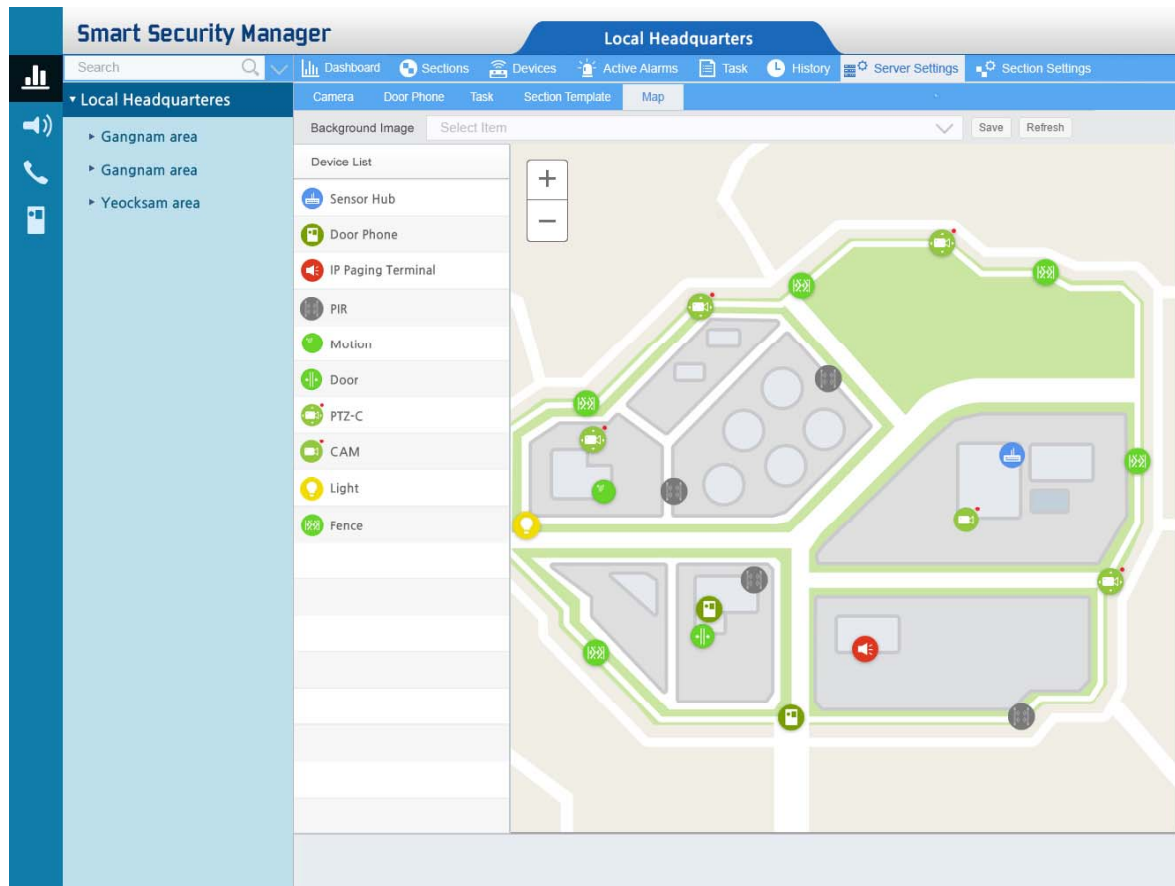 Smart Security Manager
Local Headquarters
Search
Dashboard Sections Devices Active Alarms Task History Server Settings Section Settings
Local Headquarteres
Camera Door Phone Task Section Template Map
Gangnam area
Gangnam area
Yeocksam area
Background Image Select Item Save Refresh
Device List
Sensor Hub
Door Phone
IP Paging Terminal
PIR
Motion
Door
PTZ-C
CAM
Light
Fence